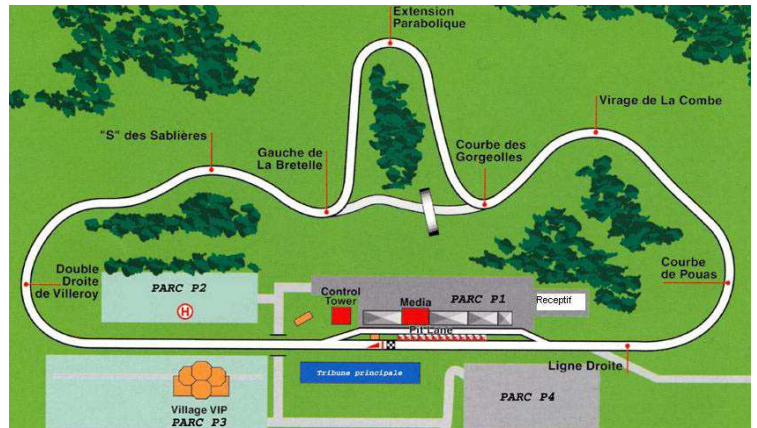 Extension
Parabolique
Virage de La Combe
"S" des Sablières
Courbe des
Gorgeolles
Gauche de
La Bretelle
Double
Droite
de Villeroy
PARC P2
H
Control
Tower
Media
PARC P1
Receptif
Courbe
de Pouas
Pit Lane
Ligne Droite
Tribune principale
Village VIP
PARC P3
PARC P4